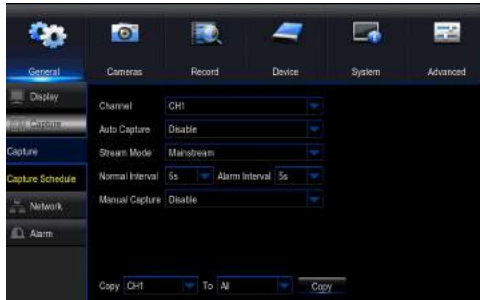 General Cameras Record Device System Advanced
Display
Capture
Capture
Capture Schedule
Network
Alarm
Channel CH1
Auto Capture Disable
Stream Mode Mainstream
Normal Interval 5s Alarm Interval 5s
Manual Capture Disable
Copy CH1 To All Copy